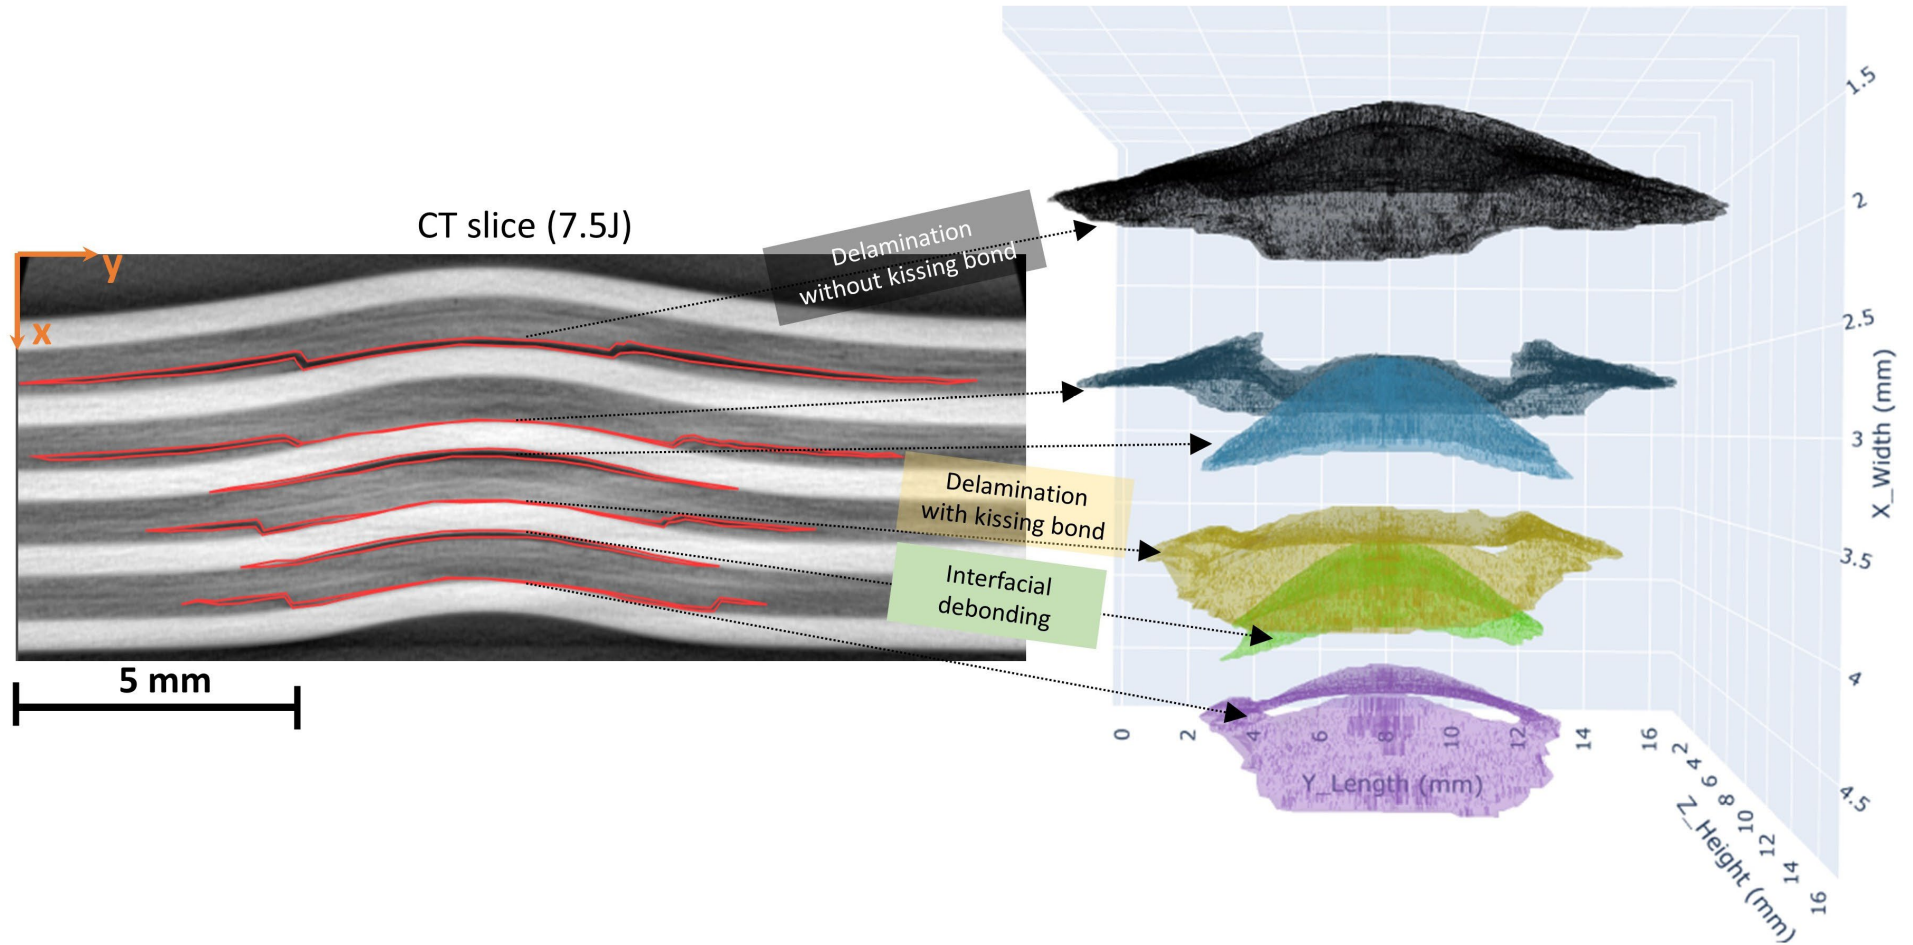 CT slice (7.5J)
y
x
5 mm
Delamination
without kissing bond
Delamination
with kissing bond
Interfacial
debonding
1.5
2
2.5
3
3.5
4
4.5
X_Width (mm)
0
2
4
6
8
10
12
14
16
Y_Length (mm)
2
4
6
8
10
12
14
16
Z_Height (mm)